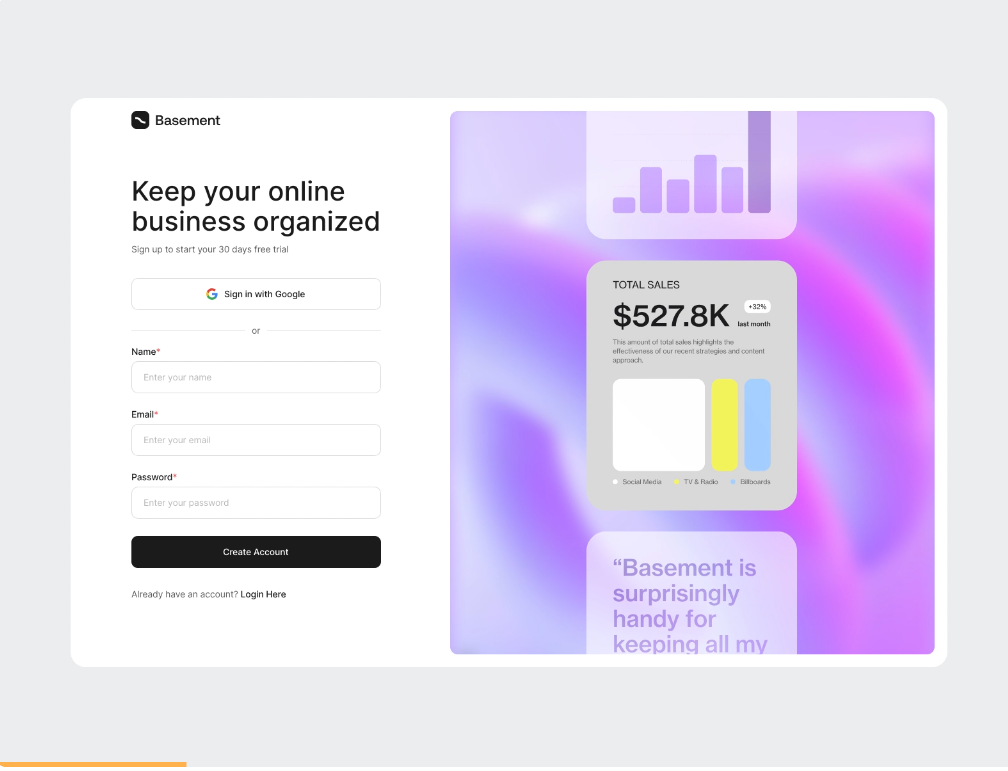 Basement
Keep your online
business organized
Sign up to start your 30 days free trial
Sign in with Google
or
Name*
Enter your name
Email*
Enter your email
Password*
Enter your password
Create Account
Already have an account? Login Here
TOTAL SALES
$527.8K
+32%
last month
This amount of total sales highlights the
effectiveness of our recent strategies and content
approach.
Social Media
TV & Radio
Billboards
“Basement is
surprisingly
handy for
keeping all my